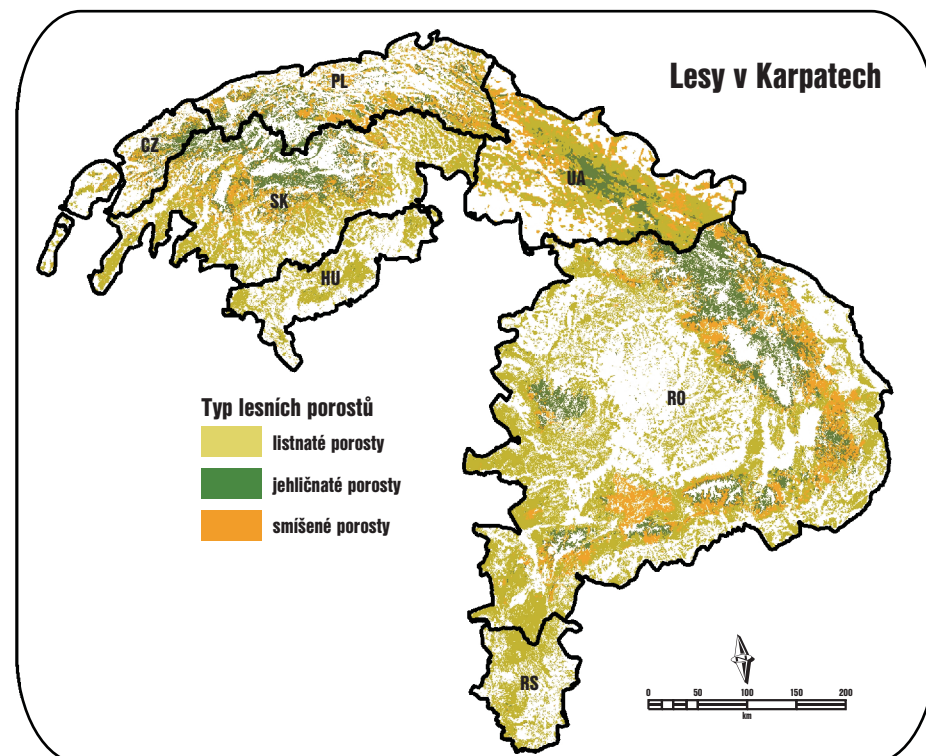 Lesy v Karpatech
PL
CZ
SK
UA
HU
RO
RS
Typ lesních porostů
listnaté porosty
jehličnaté porosty
smíšené porosty
0 50 100 150 200
km